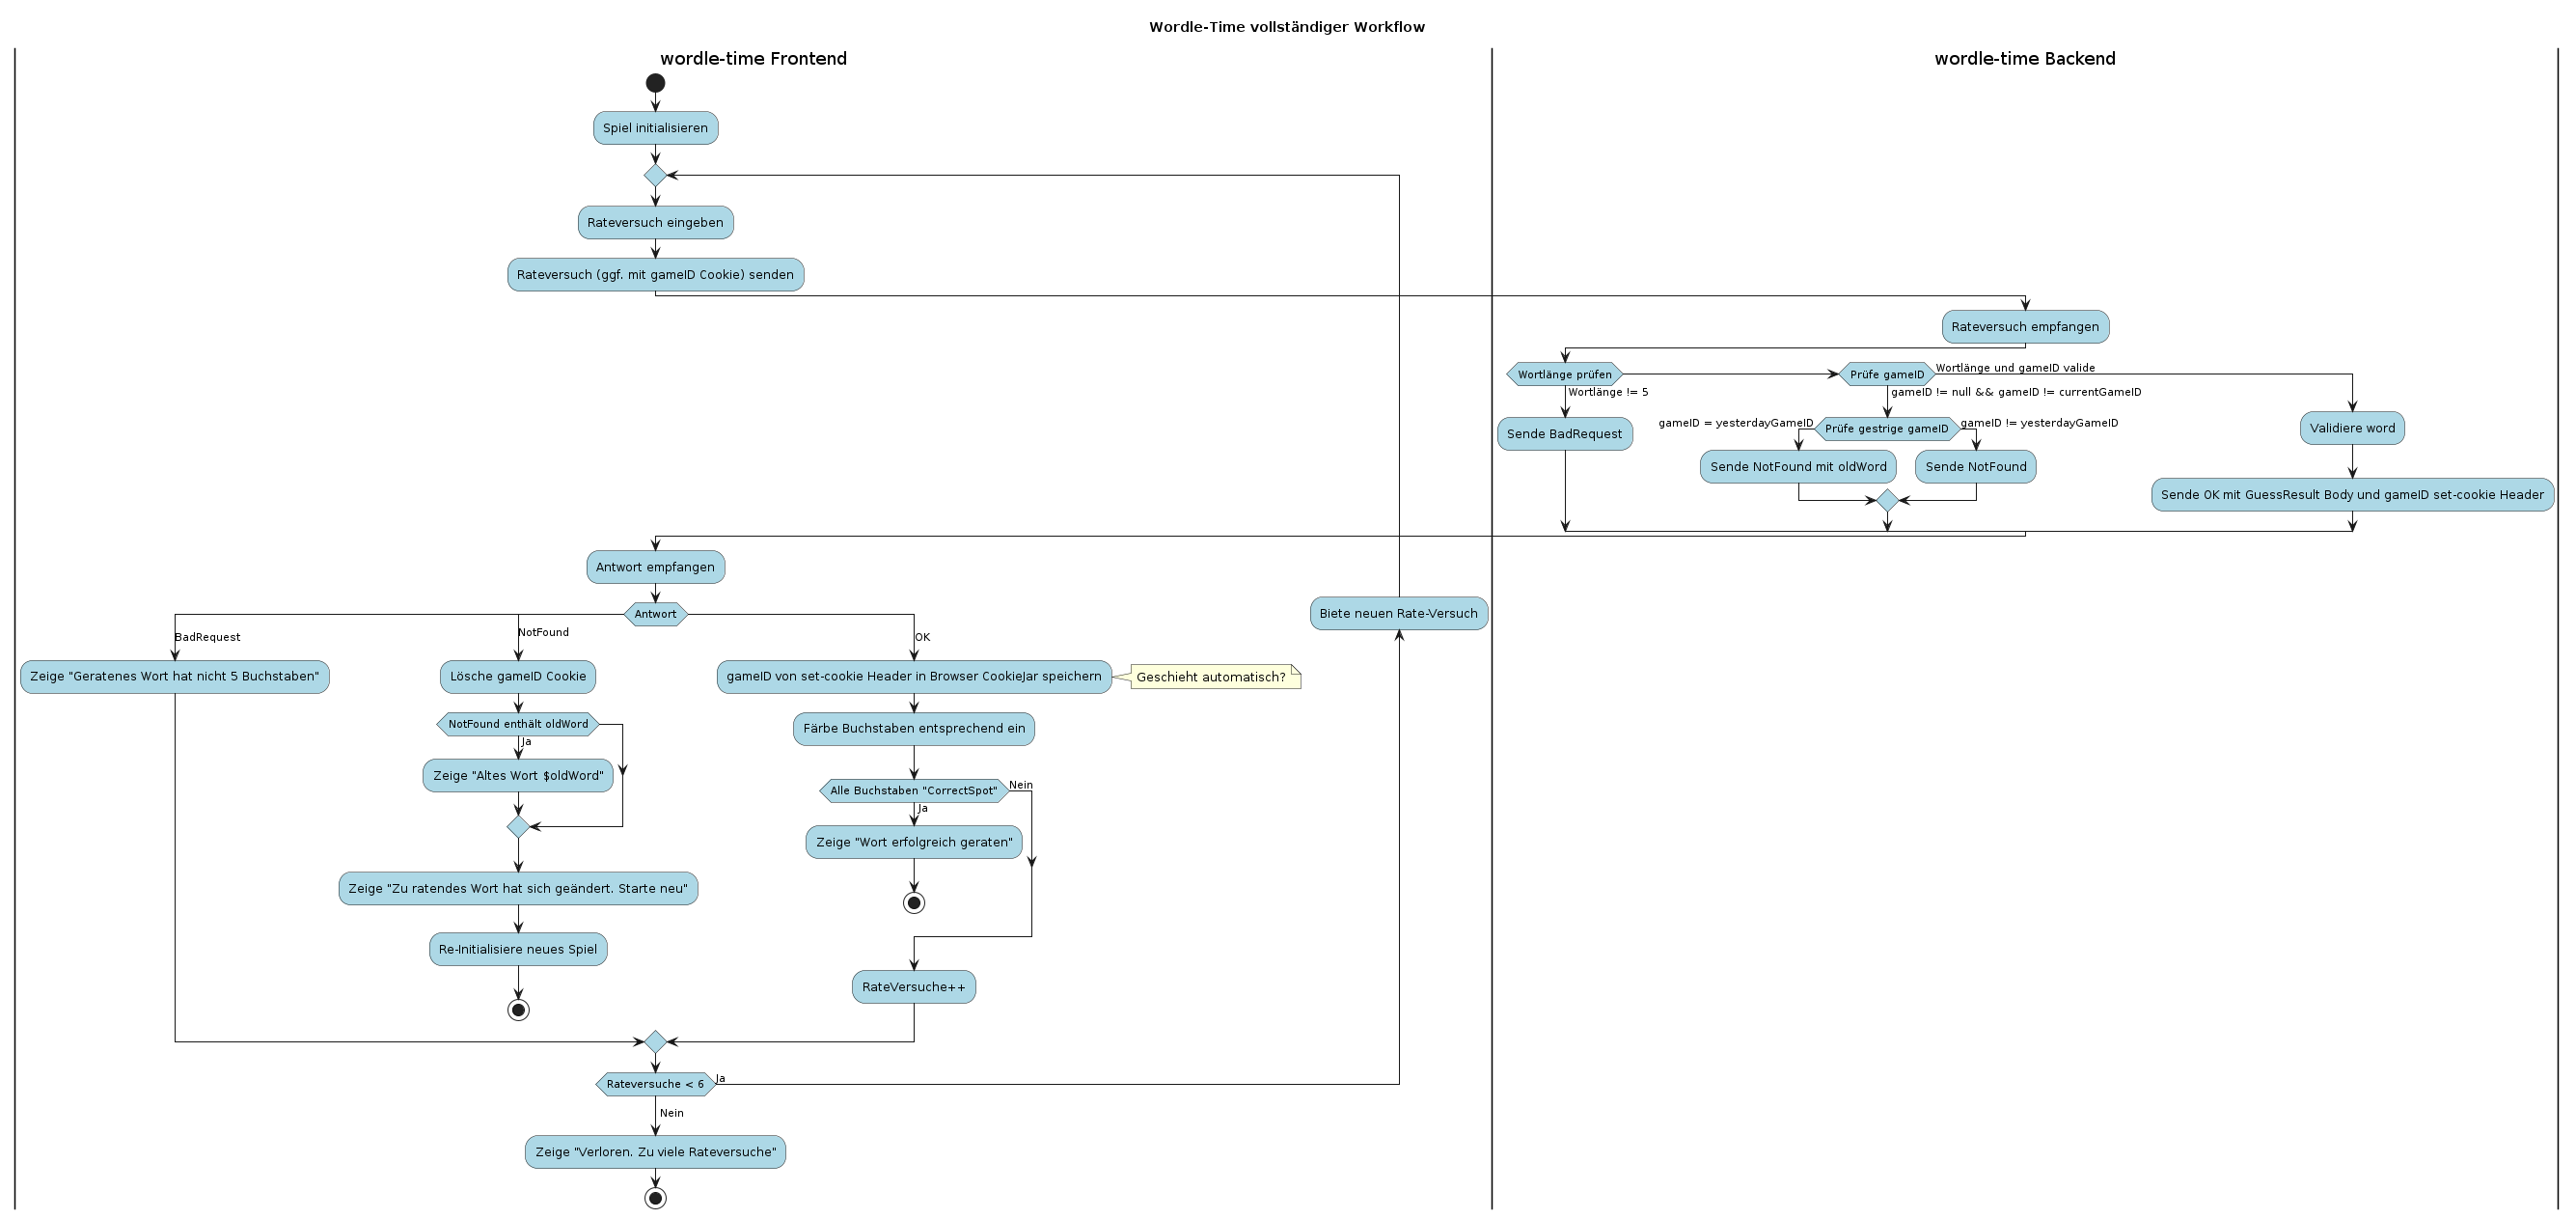 Wordle-Time vollständiger Workflow
wordle-time Frontend
wordle-time Backend
Spiel initialisieren
Rateversuch eingeben
Rateversuch (ggf. mit gameID Cookie) senden
Rateversuch empfangen
Wortlänge prüfen
Wortlänge != 5
Sende BadRequest
Prüfe gameID
gameID != null && gameID != currentGameID
Prüfe gestrige gameID
gameID = yesterdayGameID
Sende NotFound mit oldWord
gameID != yesterdayGameID
Sende NotFound
Wortlänge und gameID valide
Validiere word
Sende OK mit GuessResult Body und gameID set-cookie Header
Antwort empfangen
Antwort
BadRequest
Zeige "Geratenes Wort hat nicht 5 Buchstaben"
NotFound
Lösche gameID Cookie
NotFound enthält oldWord
Ja
Zeige "Altes Wort $oldWord"
Zeige "Zu ratendes Wort hat sich geändert. Starte neu"
Re-Initialisiere neues Spiel
OK
gameID von set-cookie Header in Browser CookieJar speichern
Geschieht automatisch?
Färbe Buchstaben entsprechend ein
Alle Buchstaben "CorrectSpot"
Ja
Nein
Zeige "Wort erfolgreich geraten"
RateVersuche++
Biete neuen Rate-Versuch
Rateversuche < 6
Ja
Nein
Zeige "Verloren. Zu viele Rateversuche"